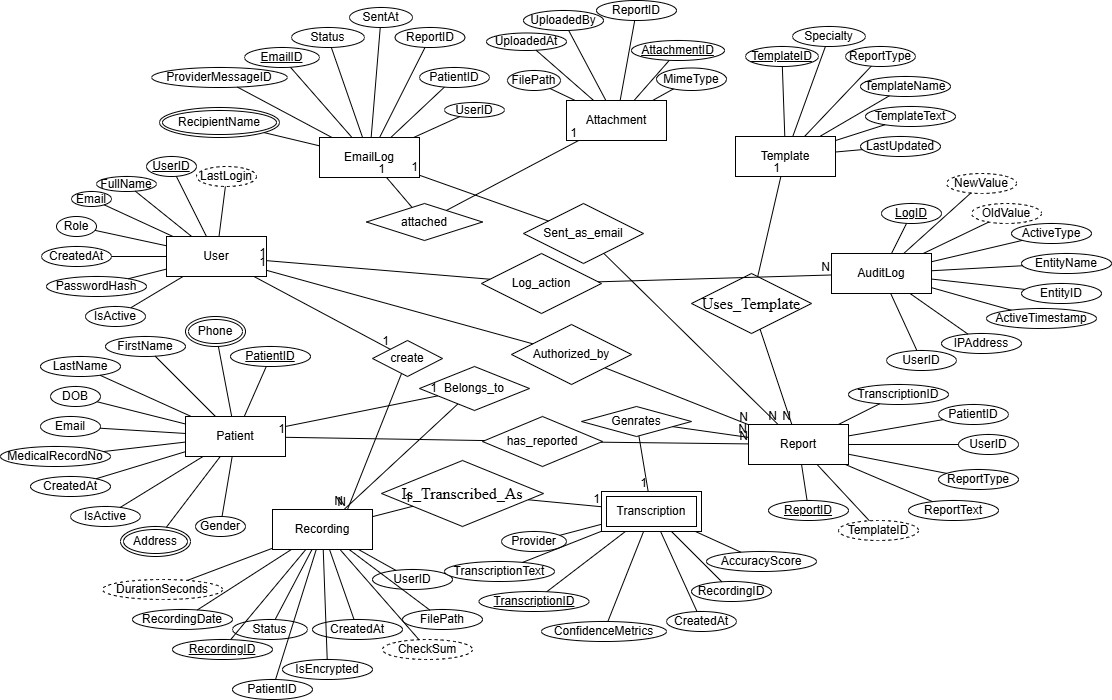 SentAt
Status
ReportID
EmailID
ProviderMessageID
PatientID
RecipientName
UserID
EmailLog
1
1
UploadedBy
ReportID
UploadedAt
AttachmentID
FilePath
MimeType
Attachment
1
Specialty
TemplateID
ReportType
TemplateName
TemplateText
LastUpdated
Template
1
attached
Sent_as_email
UserID
LastLogin
FullName
Email
Role
CreatedAt
PasswordHash
IsActive
User
1
1
Log_action
N
NewValue
LogID
OldValue
ActiveType
EntityName
EntityID
ActiveTimestamp
IPAddress
UserID
AuditLog
Uses_Template
Authorized_by
1
create
Phone
FirstName
PatientID
LastName
DOB
Email
MedicalRecordNo
CreatedAt
IsActive
Address
Gender
Patient
1
1
Belongs_to
has_reported
Genrates
N
N
N
N
N
Report
TranscriptionID
PatientID
UserID
ReportType
ReportText
ReportID
TemplateID
1
Is_Transcribed_As
1
1
Transcription
N
N
Recording
Provider
TranscriptionText
TranscriptionID
ConfidenceMetrics
CreatedAt
RecordingID
AccuracyScore
DurationSeconds
UserID
RecordingDate
FilePath
Status
CreatedAt
RecordingID
CheckSum
IsEncrypted
PatientID